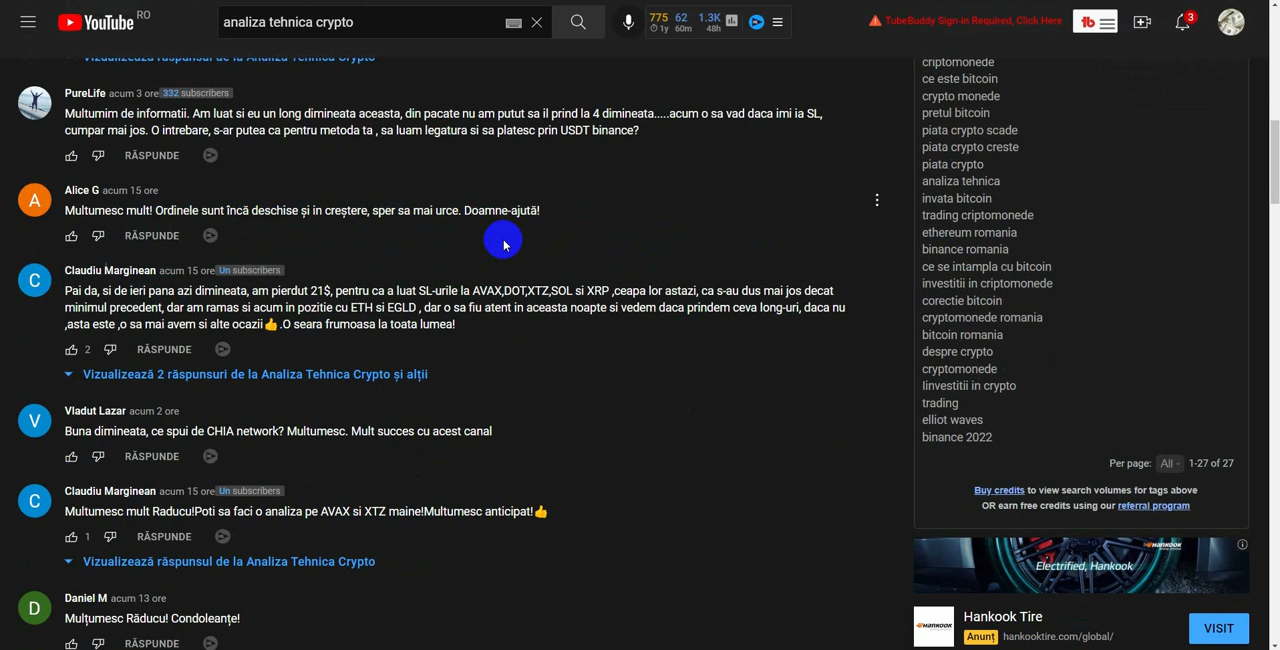 YouTube RO
analiza tehnica crypto
775 62 1.3K
1y 60m 48h
TubeBuddy Sign-in Required, Click Here
tb
3
Vizualizează răspunsul de la Analiza Tehnica Crypto
PureLife acum 3 ore 332 subscribers
Multumim de informatii. Am luat si eu un long dimineata aceasta, din pacate nu am putut sa il prind la 4 dimineata.....acum o sa vad daca imi ia SL,
cumpar mai jos. O intrebare, s-ar putea ca pentru metoda ta , sa luam legatura si sa platesc prin USDT binance?
RĂSPUNDE
A
Alice G acum 15 ore
Multumesc mult! Ordinele sunt încă deschise și in creștere, sper sa mai urce. Doamne-ajută!
RĂSPUNDE
C
Claudiu Marginean acum 15 ore Un subscribers
Pai da, si de ieri pana azi dimineata, am pierdut 21$, pentru ca a luat SL-urile la AVAX,DOT,XTZ,SOL si XRP ,ceapa lor astazi, ca s-au dus mai jos decat
minimul precedent, dar am ramas si acum in pozitie cu ETH si EGLD , dar o sa fiu atent in aceasta noapte si vedem daca prindem ceva long-uri, daca nu
,asta este ,o sa mai avem si alte ocazii👍.O seara frumoasa la toata lumea!
2 RĂSPUNDE
Vizualizează 2 răspunsuri de la Analiza Tehnica Crypto și alții
V
Vladut Lazar acum 2 ore
Buna dimineata, ce spui de CHIA network? Multumesc. Mult succes cu acest canal
RĂSPUNDE
C
Claudiu Marginean acum 15 ore Un subscribers
Multumesc mult Raducu!Poti sa faci o analiza pe AVAX si XTZ maine!Multumesc anticipat!👍
1 RĂSPUNDE
Vizualizează răspunsul de la Analiza Tehnica Crypto
D
Daniel M acum 13 ore
Mulțumesc Răducu! Condoleanțe!
RĂSPUNDE
criptomonede
ce este bitcoin
crypto monede
pretul bitcoin
piata crypto scade
piata crypto creste
piata crypto
analiza tehnica
invata bitcoin
trading criptomonede
ethereum romania
binance romania
ce se intampla cu bitcoin
investitii in criptomonede
corectie bitcoin
cryptomonede romania
bitcoin romania
despre crypto
cryptomonede
Iinvestitii in crypto
trading
elliot waves
binance 2022
Per page: All 1-27 of 27
Buy credits to view search volumes for tags above
OR earn free credits using our referral program
HANKOOK
Electrified, Hankook
HANKOOK
Hankook Tire
Anunț hankooktire.com/global/
VISIT